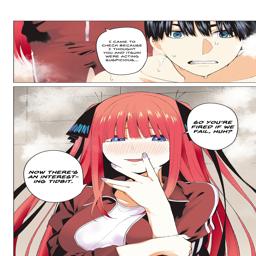 I CAME TO
CHECK BECAUSE
I THOUGHT
YOU AND ITSUKI
WERE ACTING
SUSPICIOUS...
SO YOU'RE
FIRED IF WE
FAIL, HUH?
NOW THERE'S
AN INTEREST-
ING TIDBIT.